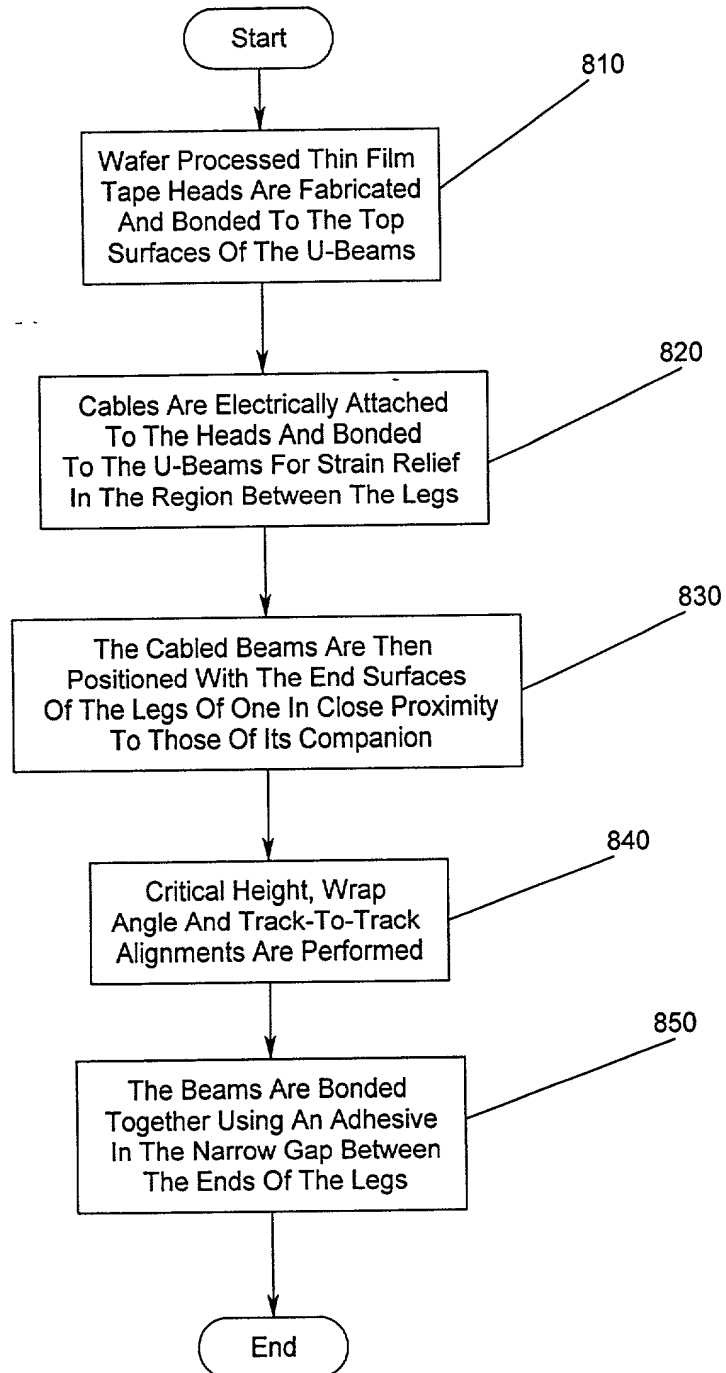 Start
810
Wafer Processed Thin Film
Tape Heads Are Fabricated
And Bonded To The Top
Surfaces Of The U-Beams
820
Cables Are Electrically Attached
To The Heads And Bonded
To The U-Beams For Strain Relief
In The Region Between The Legs
830
The Cabled Beams Are Then
Positioned With The End Surfaces
Of The Legs Of One In Close Proximity
To Those Of Its Companion
840
Critical Height, Wrap
Angle And Track-To-Track
Alignments Are Performed
850
The Beams Are Bonded
Together Using An Adhesive
In The Narrow Gap Between
The Ends Of The Legs
End